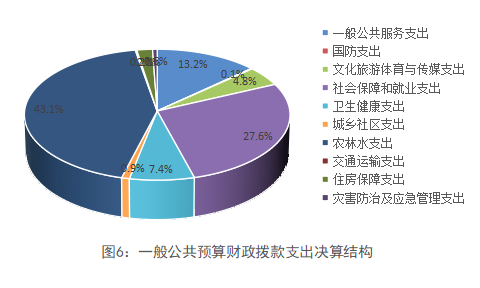 一般公共服务支出
国防支出
文化旅游体育与传媒支出
社会保障和就业支出
卫生健康支出
城乡社区支出
农林水支出
交通运输支出
住房保障支出
灾害防治及应急管理支出
13.2%
0.1%
4.8%
27.6%
7.4%
0.9%
43.1%
图6：一般公共预算财政拨款支出决算结构